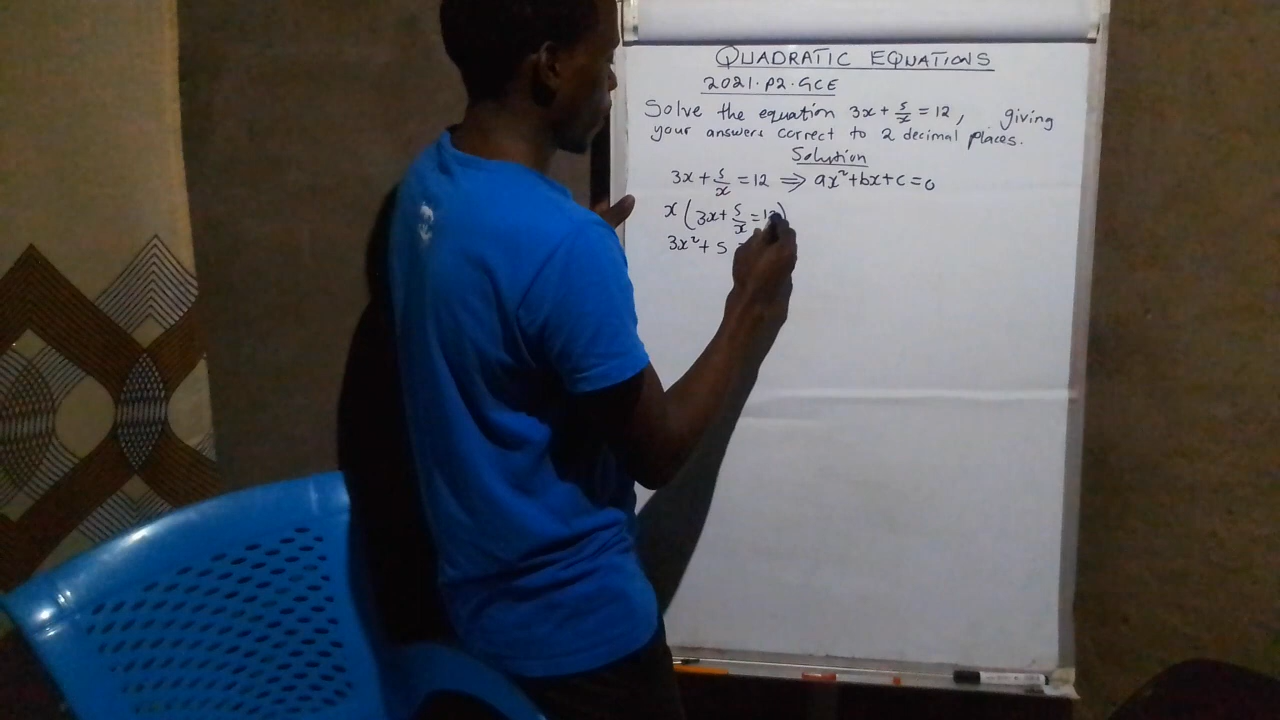 QUADRATIC EQUATIONS
2021.P2.GCE
Solve the equation 3x + 5/x = 12, giving
your answers correct to 2 decimal places.
Solution
3x + 5/x = 12 ⇒ ax² + bx + c = 0
x(3x + 5/x = 12)
3x² + 5